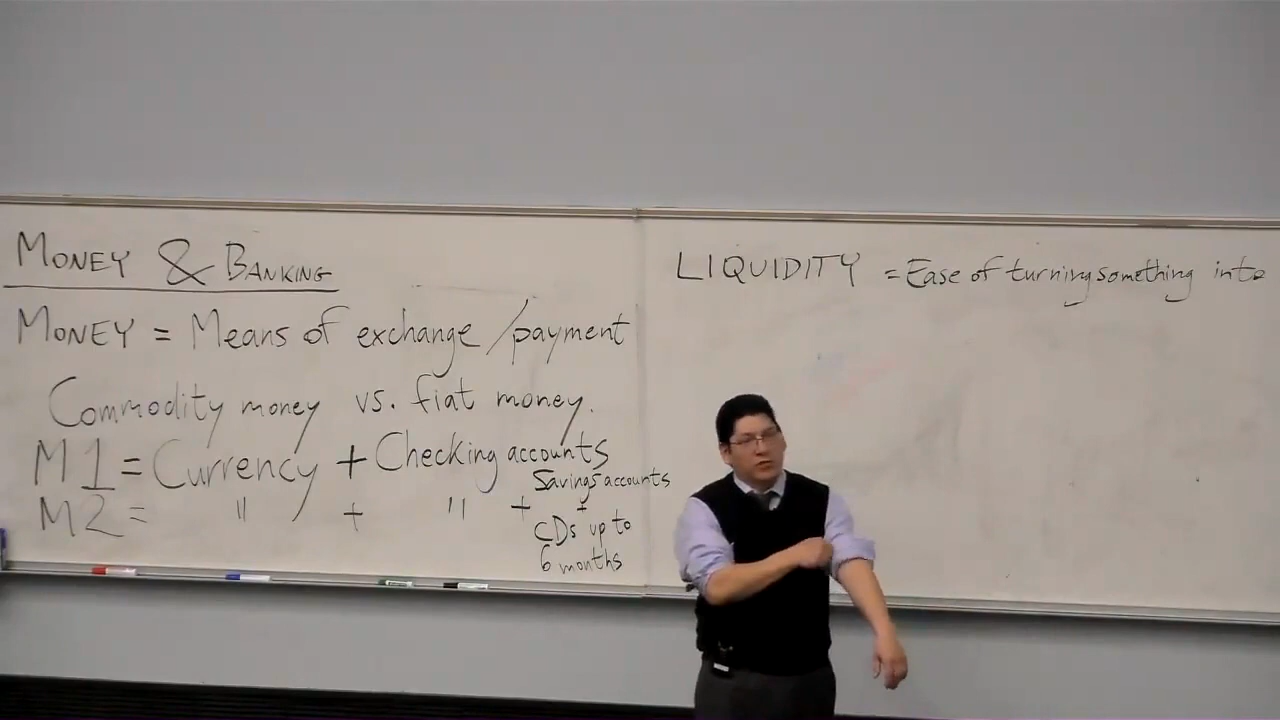 MONEY & BANKING
MONEY = Means of exchange/payment
Commodity money vs. fiat money.
M1 = Currency + Checking accounts
M2 = " + " + Savings accounts
+
CDs up to
6 months
LIQUIDITY = Ease of turning something into